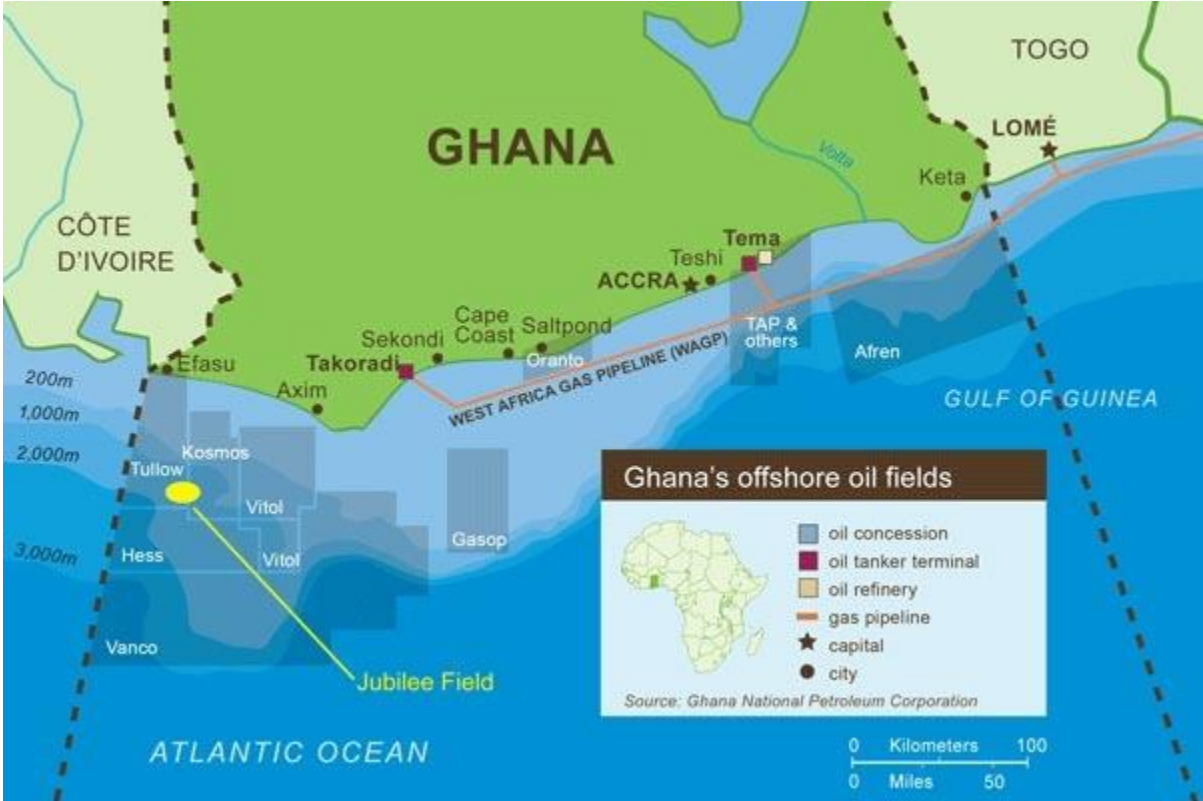 TOGO
LOMÉ
GHANA
Volta
Keta
CÔTE
D'IVOIRE
Tema
Teshi
ACCRA
Cape
Coast
Saltpond
Sekondi
Takoradi
Oranto
TAP &
others
Afren
WEST AFRICA GAS PIPELINE (WAGP)
Efasu
Axim
200m
1,000m
2,000m
3,000m
GULF OF GUINEA
Kosmos
Tullow
Vitol
Gasop
Hess
Vitol
Vanco
Jubilee Field
ATLANTIC OCEAN
Ghana's offshore oil fields
oil concession
oil tanker terminal
oil refinery
gas pipeline
capital
city
Source: Ghana National Petroleum Corporation
0 Kilometers 100
0 Miles 50